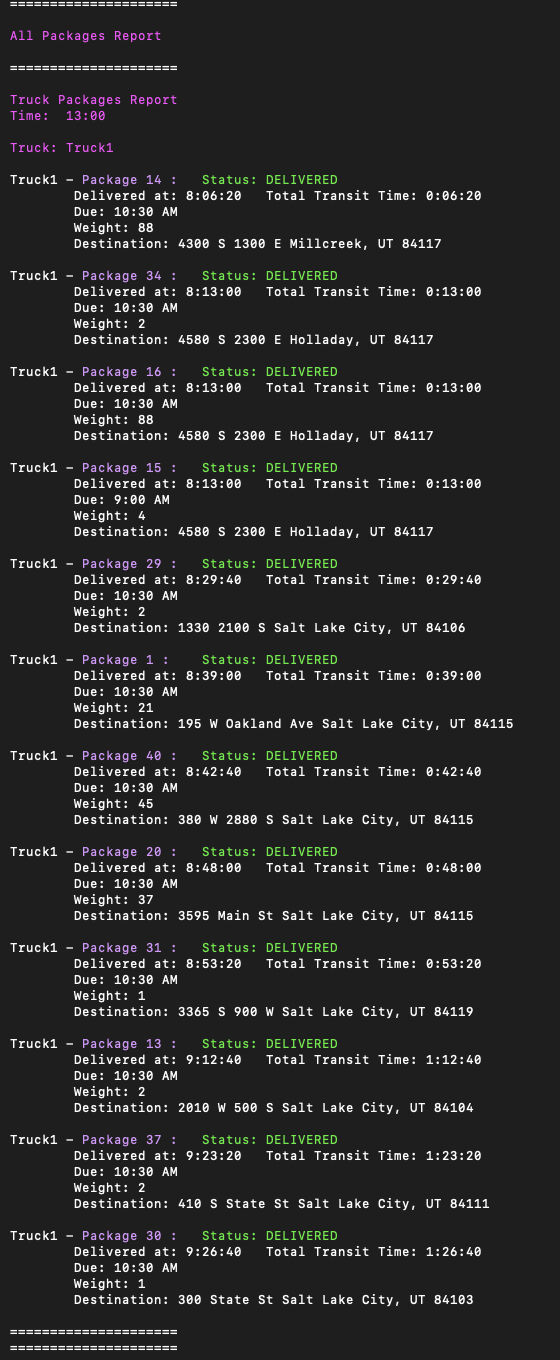 =====================
All Packages Report
=====================
Truck Packages Report
Time:  13:00
Truck: Truck1
Truck1 – Package 14 :   Status: DELIVERED
Delivered at: 8:06:20   Total Transit Time: 0:06:20
Due: 10:30 AM
Weight: 88
Destination: 4300 S 1300 E Millcreek, UT 84117
Truck1 – Package 34 :   Status: DELIVERED
Delivered at: 8:13:00   Total Transit Time: 0:13:00
Due: 10:30 AM
Weight: 2
Destination: 4580 S 2300 E Holladay, UT 84117
Truck1 – Package 16 :   Status: DELIVERED
Delivered at: 8:13:00   Total Transit Time: 0:13:00
Due: 10:30 AM
Weight: 88
Destination: 4580 S 2300 E Holladay, UT 84117
Truck1 – Package 15 :   Status: DELIVERED
Delivered at: 8:13:00   Total Transit Time: 0:13:00
Due: 9:00 AM
Weight: 4
Destination: 4580 S 2300 E Holladay, UT 84117
Truck1 – Package 29 :   Status: DELIVERED
Delivered at: 8:29:40   Total Transit Time: 0:29:40
Due: 10:30 AM
Weight: 2
Destination: 1330 2100 S Salt Lake City, UT 84106
Truck1 – Package 1 :    Status: DELIVERED
Delivered at: 8:39:00   Total Transit Time: 0:39:00
Due: 10:30 AM
Weight: 21
Destination: 195 W Oakland Ave Salt Lake City, UT 84115
Truck1 – Package 40 :   Status: DELIVERED
Delivered at: 8:42:40   Total Transit Time: 0:42:40
Due: 10:30 AM
Weight: 45
Destination: 380 W 2880 S Salt Lake City, UT 84115
Truck1 – Package 20 :   Status: DELIVERED
Delivered at: 8:48:00   Total Transit Time: 0:48:00
Due: 10:30 AM
Weight: 37
Destination: 3595 Main St Salt Lake City, UT 84115
Truck1 – Package 31 :   Status: DELIVERED
Delivered at: 8:53:20   Total Transit Time: 0:53:20
Due: 10:30 AM
Weight: 1
Destination: 3365 S 900 W Salt Lake City, UT 84119
Truck1 – Package 13 :   Status: DELIVERED
Delivered at: 9:12:40   Total Transit Time: 1:12:40
Due: 10:30 AM
Weight: 2
Destination: 2010 W 500 S Salt Lake City, UT 84104
Truck1 – Package 37 :   Status: DELIVERED
Delivered at: 9:23:20   Total Transit Time: 1:23:20
Due: 10:30 AM
Weight: 2
Destination: 410 S State St Salt Lake City, UT 84111
Truck1 – Package 30 :   Status: DELIVERED
Delivered at: 9:26:40   Total Transit Time: 1:26:40
Due: 10:30 AM
Weight: 1
Destination: 300 State St Salt Lake City, UT 84103
=====================
=====================